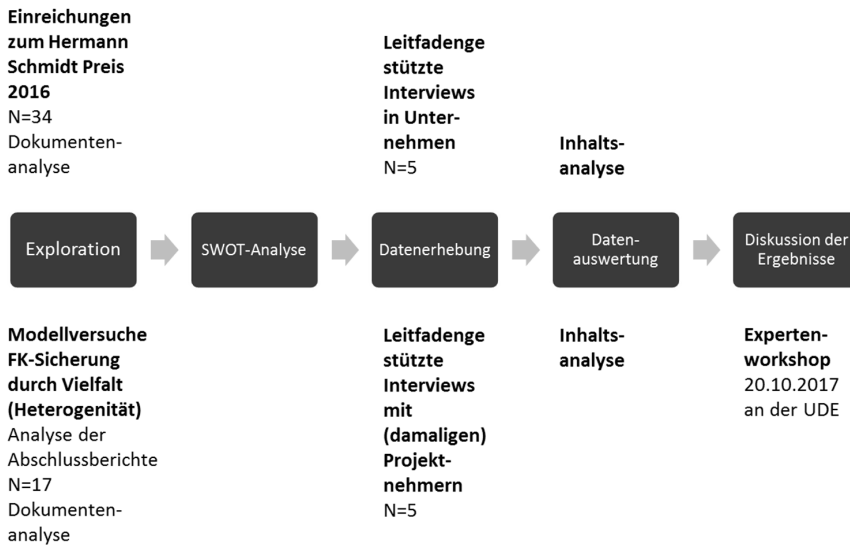 Einreichungen
zum Hermann
Schmidt Preis
2016
N=34
Dokumenten-
analyse
Leitfadenge
stützte
Interviews
in Unter-
nehmen
N=5
Inhalts-
analyse
Exploration
SWOT-Analyse
Datenerhebung
Daten-
auswertung
Diskussion der
Ergebnisse
Modellversuche
FK-Sicherung
durch Vielfalt
(Heterogenität)
Analyse der
Abschlussberichte
N=17
Dokumenten-
analyse
Leitfadenge
stützte
Interviews
mit
(damaligen)
Projekt-
nehmern
N=5
Inhalts-
analyse
Experten-
workshop
20.10.2017
an der UDE